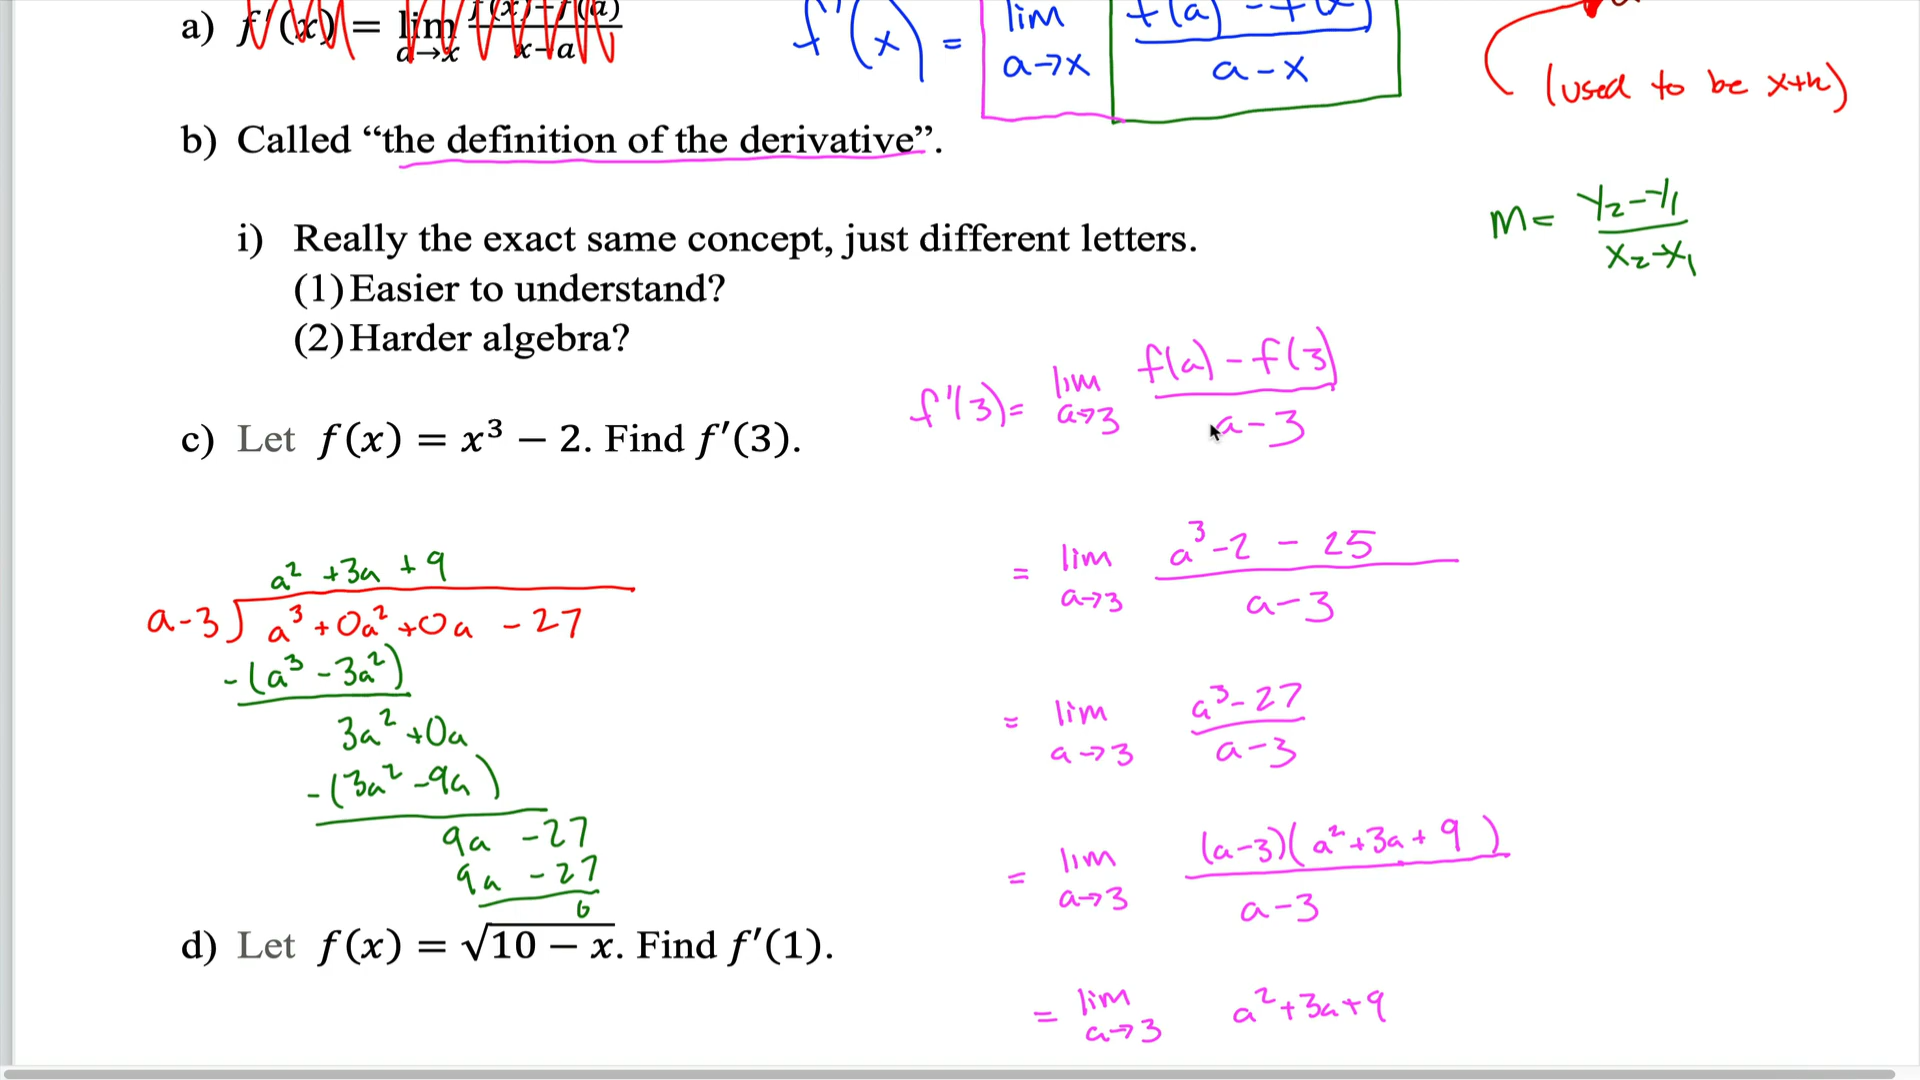 a) f'(x) = lim a→x f(x)−f(a) / x−a
f'(x) = lim a→x f(a) − f(x) / a−x
(used to be x+h)
b) Called “the definition of the derivative”.
m = y₂−y₁ / x₂−x₁
i) Really the exact same concept, just different letters.
(1) Easier to understand?
(2) Harder algebra?
f'(3) = lim a→3 f(a) − f(3) / a−3
c) Let f(x) = x³ − 2. Find f′(3).
= lim a→3 a³−2 − 25 / a−3
a² +3a +9
a−3 ) a³ +0a² +0a −27
−(a³ −3a²)
3a² +0a
−(3a² −9a)
9a −27
9a −27
0
= lim a→3 a³−27 / a−3
= lim a→3 (a−3)(a²+3a+9) / a−3
d) Let f(x) = √10 − x. Find f′(1).
= lim a→3 a²+3a+9